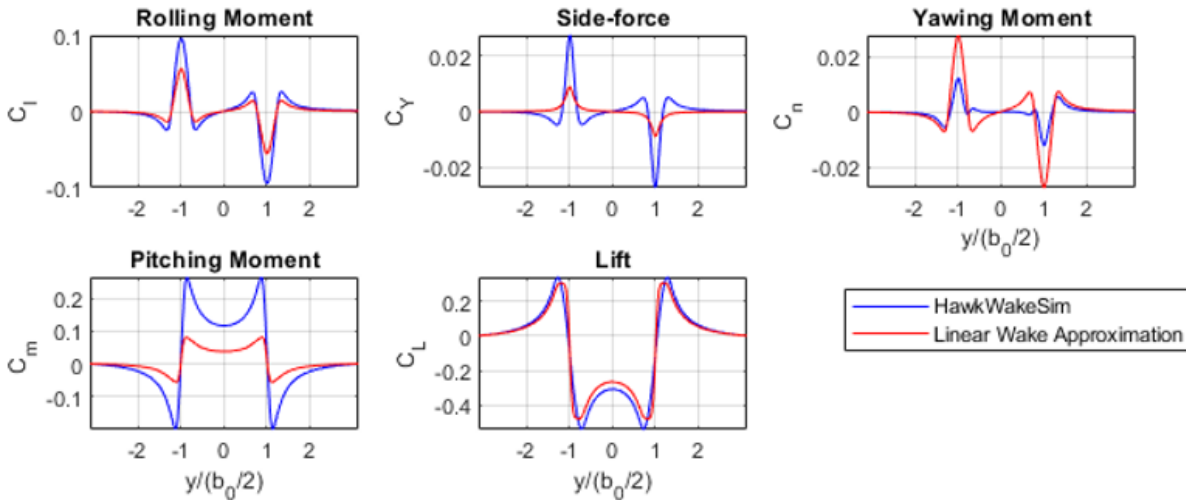 Rolling Moment
0.1
0
-0.1
C_l
-2 -1 0 1 2
Side-force
0.02
0
-0.02
C_Y
-2 -1 0 1 2
Yawing Moment
0.02
0
-0.02
C_n
-2 -1 0 1 2
y/(b_0/2)
Pitching Moment
0.2
0.1
0
-0.1
C_m
-2 -1 0 1 2
y/(b_0/2)
Lift
0.2
0
-0.2
-0.4
C_L
-2 -1 0 1 2
y/(b_0/2)
HawkWakeSim
Linear Wake Approximation